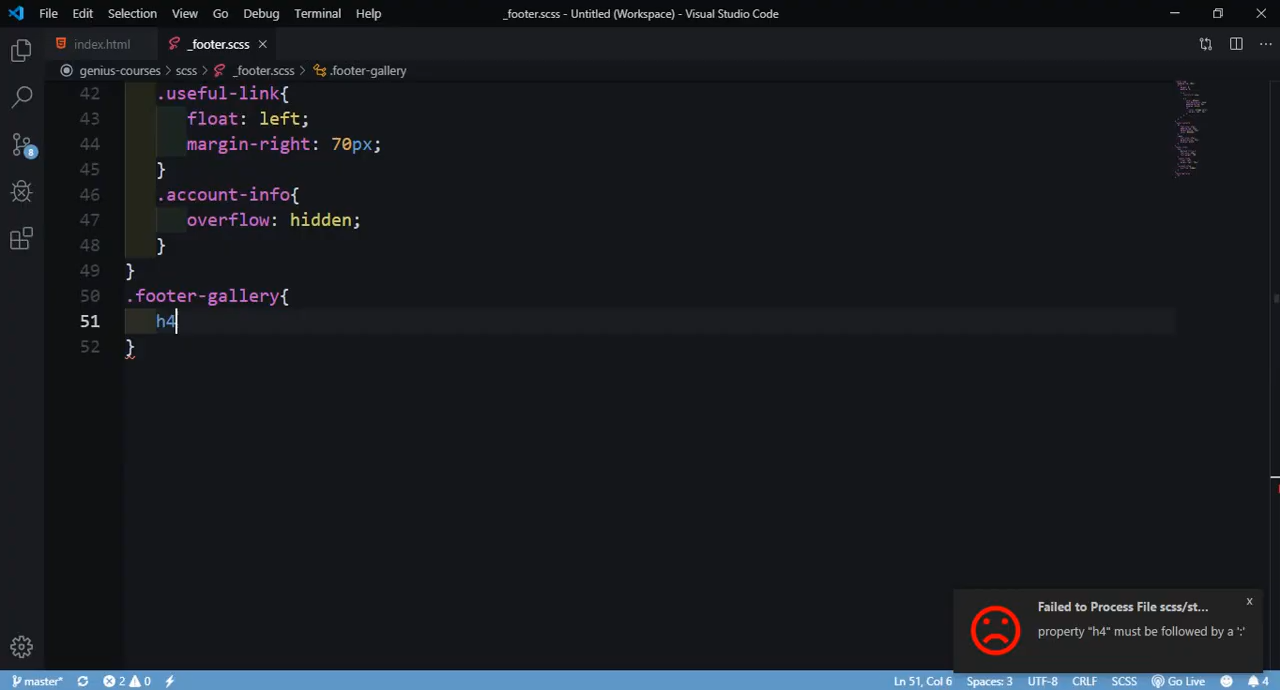 File Edit Selection View Go Debug Terminal Help
_footer.scss - Untitled (Workspace) - Visual Studio Code
index.html
_footer.scss
genius-courses > scss > _footer.scss > .footer-gallery
42 .useful-link{
43 float: left;
44 margin-right: 70px;
45 }
46 .account-info{
47 overflow: hidden;
48 }
49 }
50 .footer-gallery{
51 h4
52 }
8
Failed to Process File scss/st...
x
property "h4" must be followed by a ':'
master* 2 0
Ln 51, Col 6 Spaces: 3 UTF-8 CRLF SCSS Go Live 4